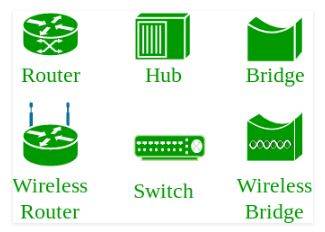 Router
Hub
Bridge
Wireless
Router
Switch
Wireless
Bridge